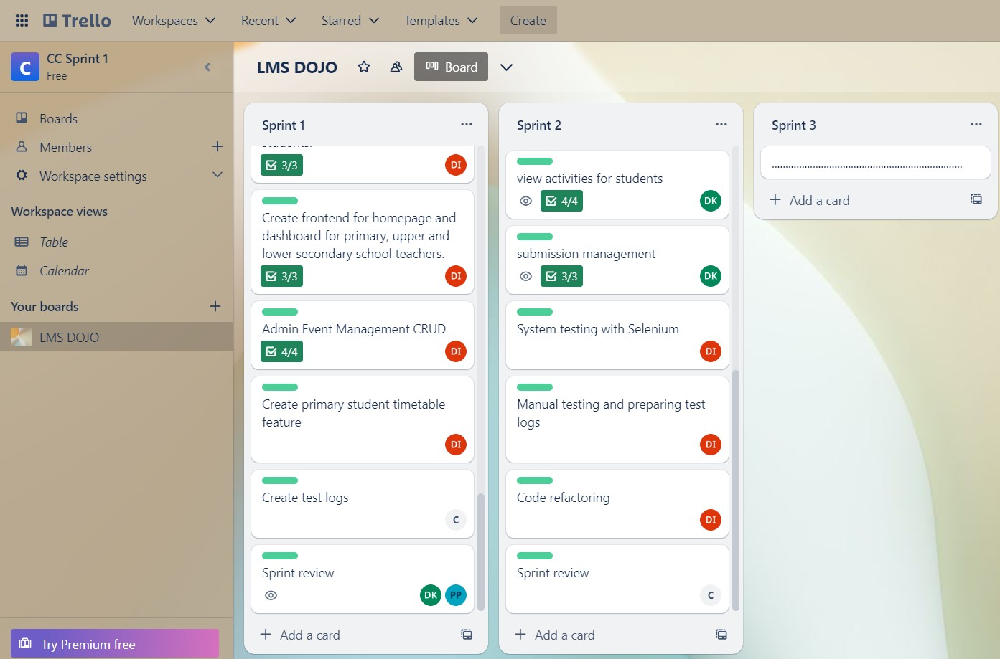 Trello Workspaces Recent Starred Templates Create
C CC Sprint 1
Free
Boards
Members
Workspace settings
Workspace views
Table
Calendar
Your boards
LMS DOJO
Try Premium free
LMS DOJO Board
Sprint 1
students.
3/3 DI
Create frontend for homepage and
dashboard for primary, upper and
lower secondary school teachers.
3/3 DI
Admin Event Management CRUD
4/4 DI
Create primary student timetable
feature
DI
Create test logs
C
Sprint review
DK PP
Add a card
Sprint 2
view activities for students
4/4 DK
submission management
3/3 DK
System testing with Selenium
DI
Manual testing and preparing test
logs
DI
Code refactoring
DI
Sprint review
C
Add a card
Sprint 3
......................................................................
Add a card